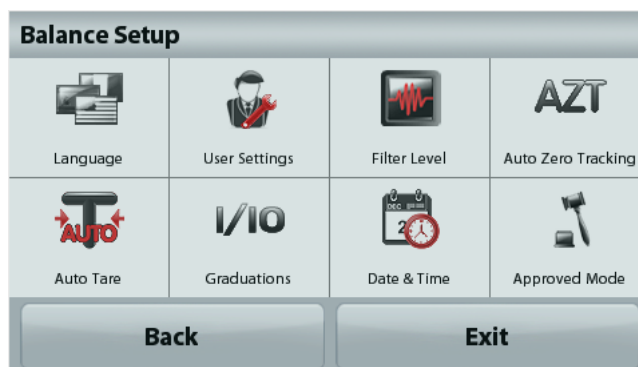 Balance Setup
AZT
Language
User Settings
Filter Level
Auto Zero Tracking
AUTO
I/IO
DEC
2
Auto Tare
Graduations
Date & Time
Approved Mode
Back
Exit